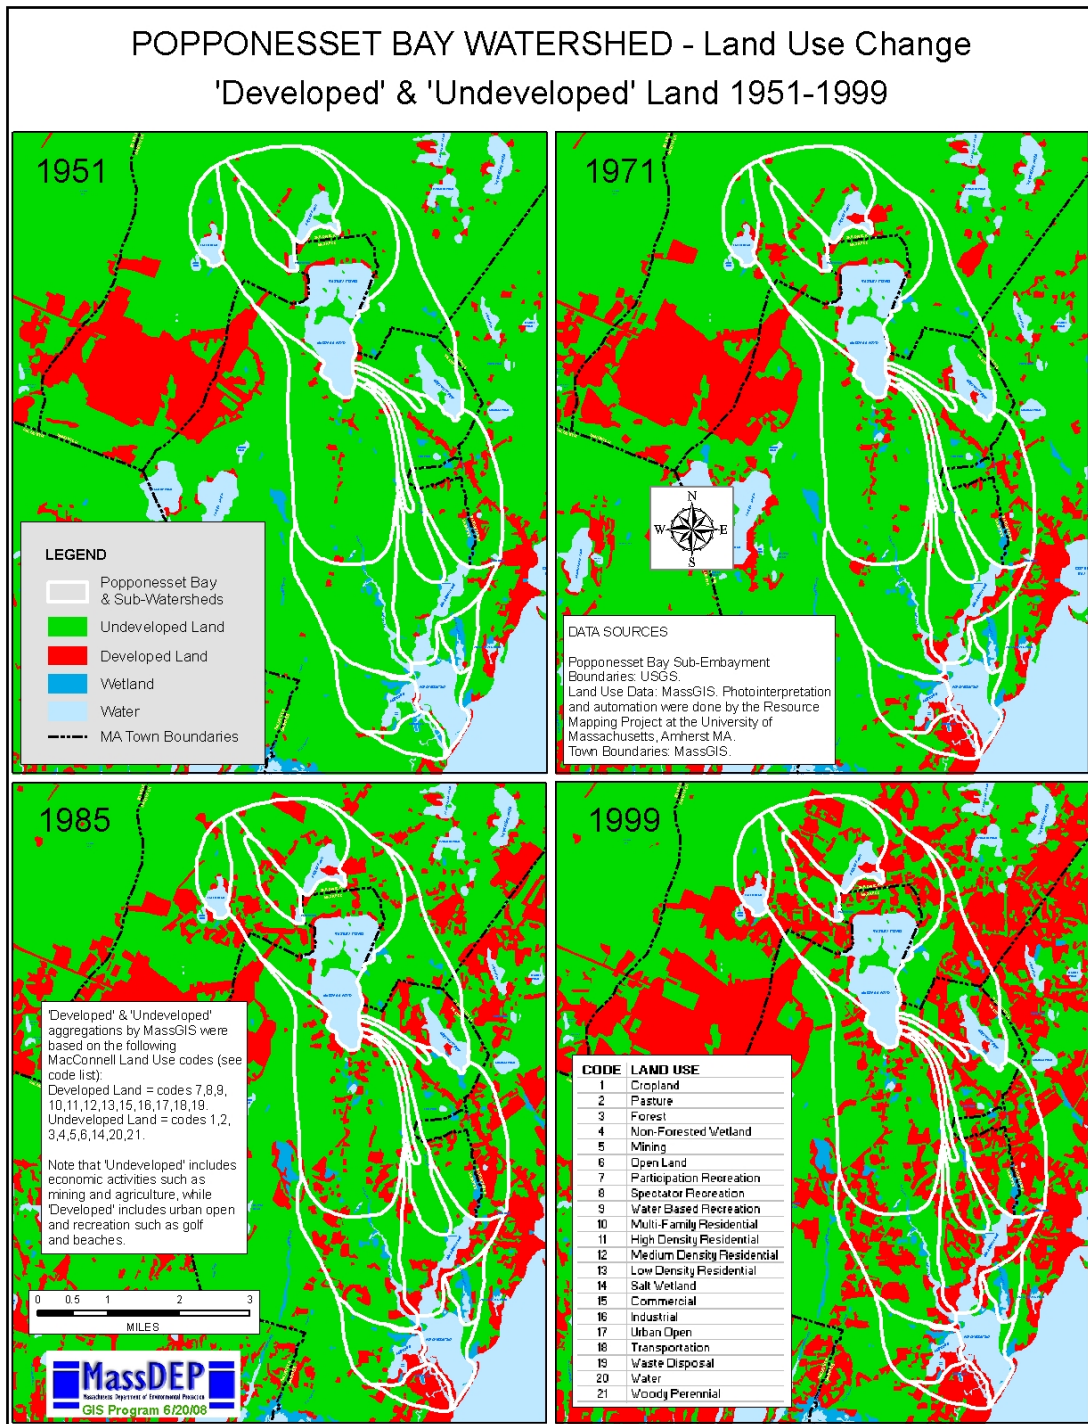 POPPONESSET BAY WATERSHED - Land Use Change
'Developed' & 'Undeveloped' Land 1951-1999
1951
LEGEND
Popponesset Bay
& Sub-Watersheds
Undeveloped Land
Developed Land
Wetland
Water
MA Town Boundaries
1971
N
W
E
S
DATA SOURCES
Popponesset Bay Sub-Embayment
Boundaries: USGS.
Land Use Data: MassGIS. Photointerpretation
and automation were done by the Resource
Mapping Project at the University of
Massachusetts, Amherst MA.
Town Boundaries: MassGIS.
1985
'Developed' & 'Undeveloped'
aggregations by MassGIS were
based on the following
MacConnell Land Use codes (see
code list):
Developed Land = codes 7,8,9,
10,11,12,13,15,16,17,18,19.
Undeveloped Land = codes 1,2,
3,4,5,6,14,20,21.
Note that 'Undeveloped' includes
economic activities such as
mining and agriculture, while
'Developed' includes urban open
and recreation such as golf
and beaches.
0 0.5 1 2 3
MILES
MassDEP
Massachusetts Department of Environmental Protection
GIS Program 6/20/08
1999
CODE LAND USE
1 Cropland
2 Pasture
3 Forest
4 Non-Forested Wetland
5 Mining
6 Open Land
7 Participation Recreation
8 Spectator Recreation
9 Water Based Recreation
10 Multi-Family Residential
11 High Density Residential
12 Medium Density Residential
13 Low Density Residential
14 Salt Wetland
15 Commercial
16 Industrial
17 Urban Open
18 Transportation
19 Waste Disposal
20 Water
21 Woody Perennial